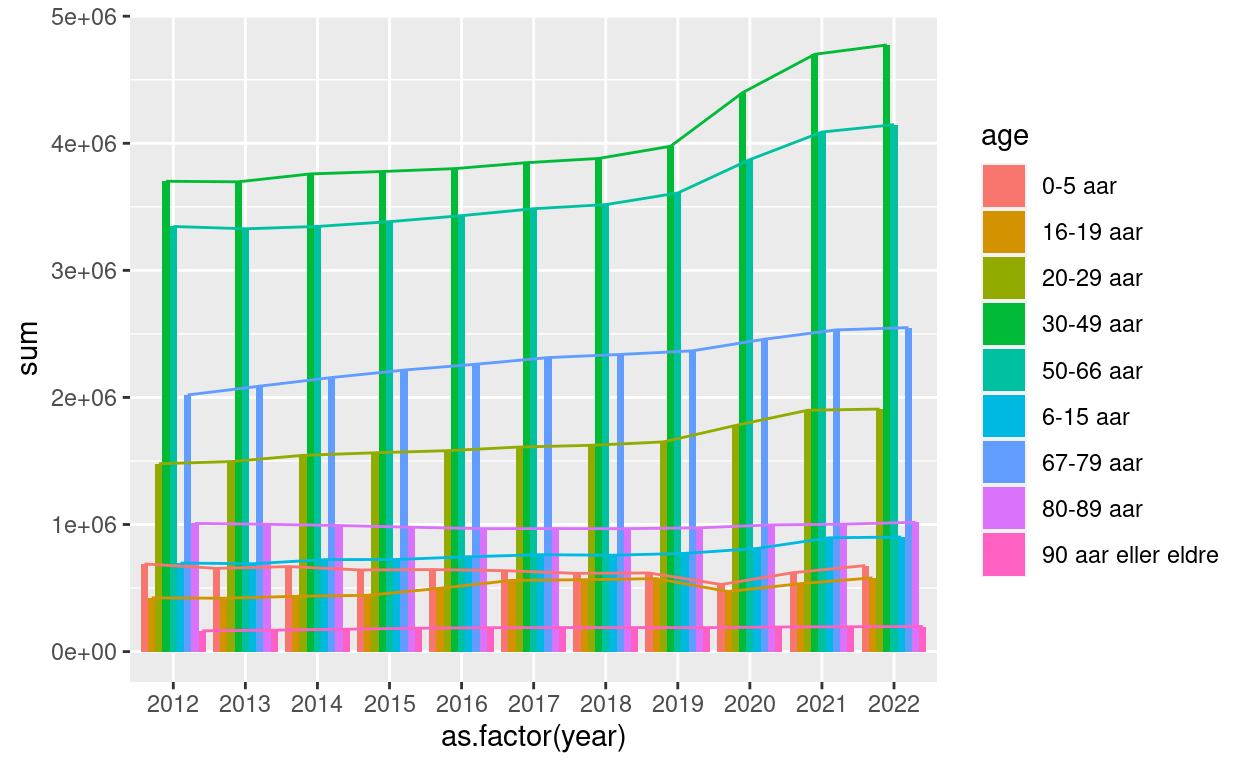 5e+06
4e+06
3e+06
2e+06
1e+06
0e+00
sum
2012 2013 2014 2015 2016 2017 2018 2019 2020 2021 2022
as.factor(year)
age
0-5 aar
16-19 aar
20-29 aar
30-49 aar
50-66 aar
6-15 aar
67-79 aar
80-89 aar
90 aar eller eldre